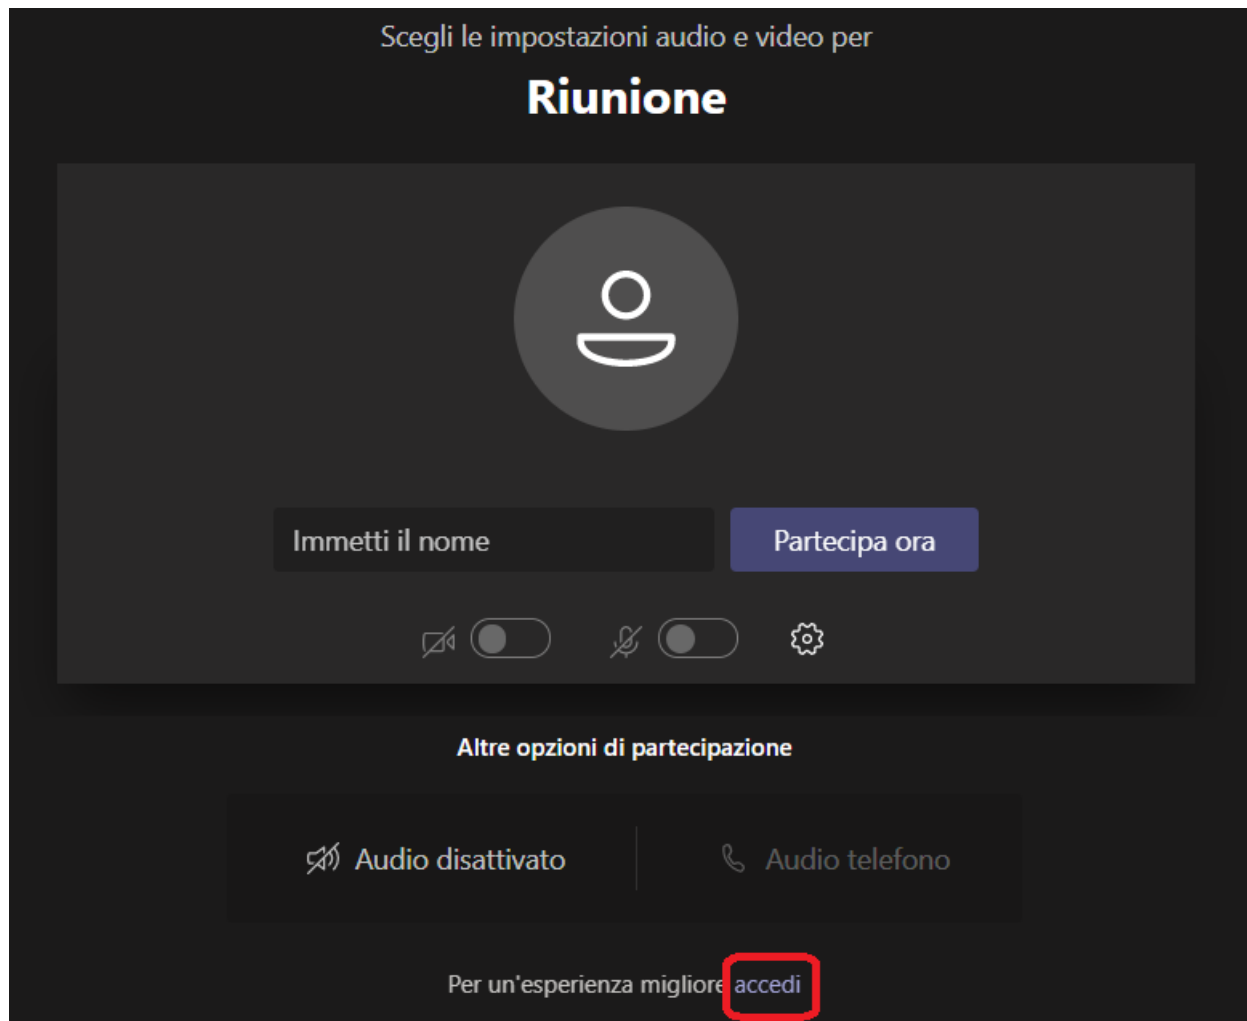 Scegli le impostazioni audio e video per
Riunione
Immetti il nome
Partecipa ora
Altre opzioni di partecipazione
Audio disattivato
Audio telefono
Per un'esperienza migliore accedi